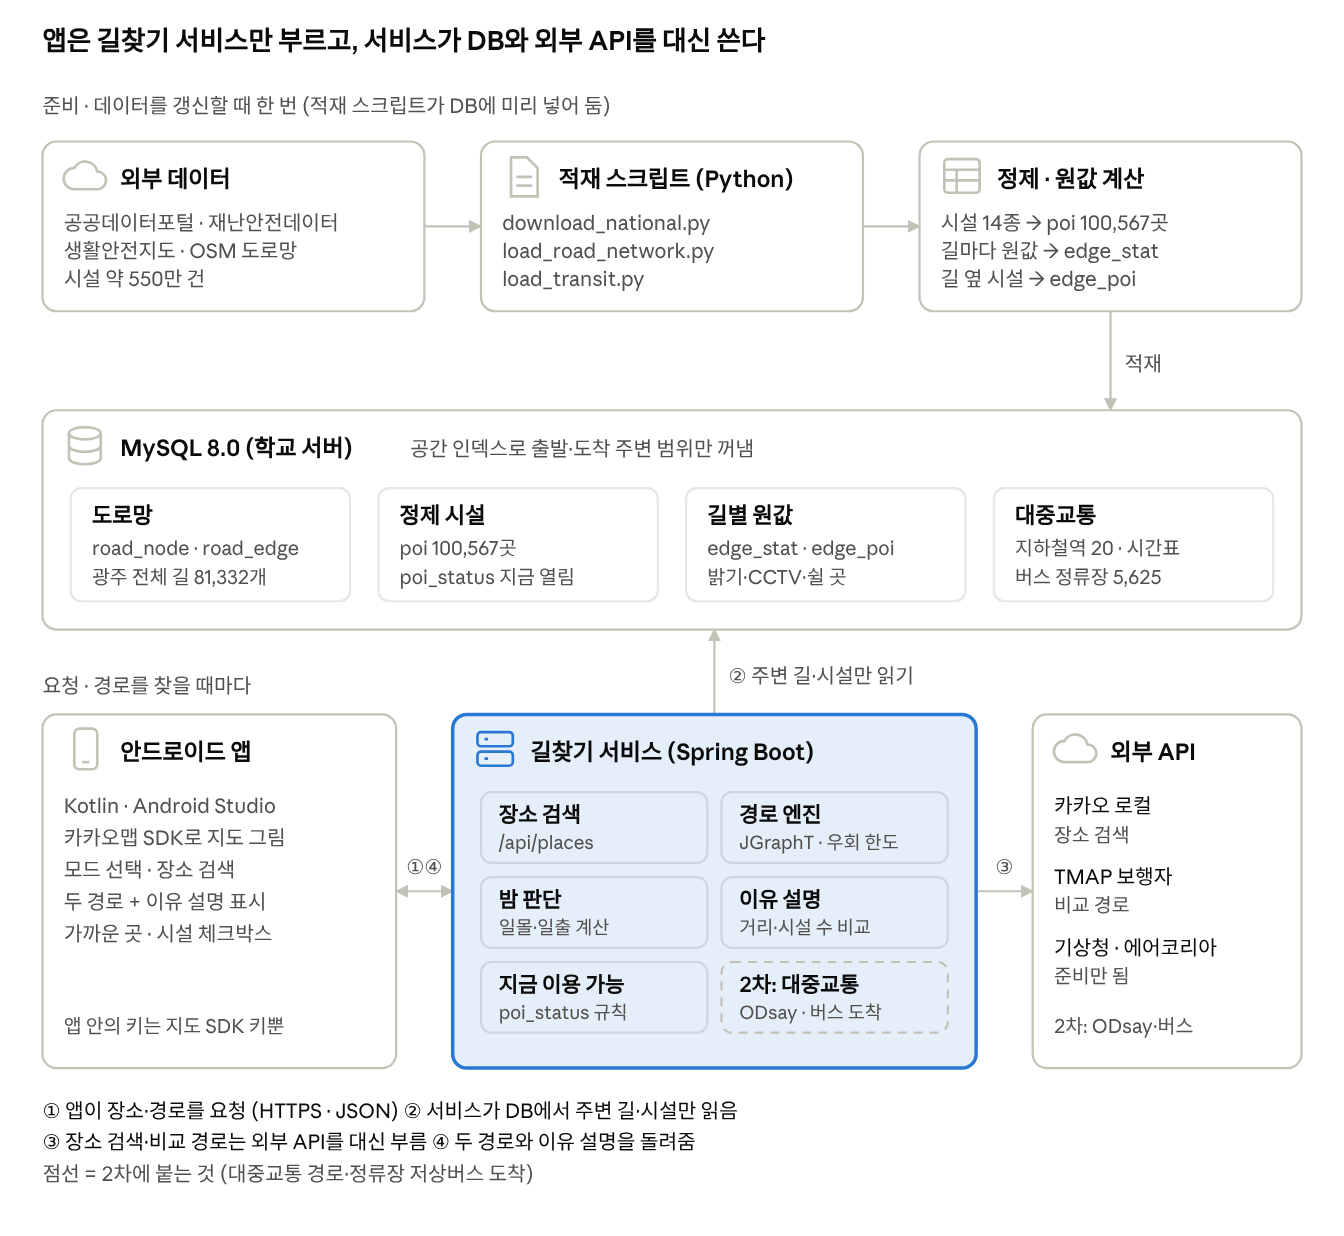 앱은 길찾기 서비스만 부르고, 서비스가 DB와 외부 API를 대신 쓴다
준비 · 데이터를 갱신할 때 한 번 (적재 스크립트가 DB에 미리 넣어 둠)
외부 데이터
공공데이터포털 · 재난안전데이터
생활안전지도 · OSM 도로망
시설 약 550만 건
적재 스크립트 (Python)
download_national.py
load_road_network.py
load_transit.py
정제 · 원값 계산
시설 14종 → poi 100,567곳
길마다 원값 → edge_stat
길 옆 시설 → edge_poi
적재
MySQL 8.0 (학교 서버)
공간 인덱스로 출발·도착 주변 범위만 꺼냄
도로망
road_node · road_edge
광주 전체 길 81,332개
정제 시설
poi 100,567곳
poi_status 지금 열림
길별 원값
edge_stat · edge_poi
밝기·CCTV·쉴 곳
대중교통
지하철역 20 · 시간표
버스 정류장 5,625
② 주변 길·시설만 읽기
요청 · 경로를 찾을 때마다
안드로이드 앱
Kotlin · Android Studio
카카오맵 SDK로 지도 그림
모드 선택 · 장소 검색
두 경로 + 이유 설명 표시
가까운 곳 · 시설 체크박스
앱 안의 키는 지도 SDK 키뿐
①④
길찾기 서비스 (Spring Boot)
장소 검색
/api/places
경로 엔진
JGraphT · 우회 한도
밤 판단
일몰·일출 계산
이유 설명
거리·시설 수 비교
지금 이용 가능
poi_status 규칙
2차: 대중교통
ODsay · 버스 도착
③
외부 API
카카오 로컬
장소 검색
TMAP 보행자
비교 경로
기상청 · 에어코리아
준비만 됨
2차: ODsay·버스
① 앱이 장소·경로를 요청 (HTTPS · JSON) ② 서비스가 DB에서 주변 길·시설만 읽음
③ 장소 검색·비교 경로는 외부 API를 대신 부름 ④ 두 경로와 이유 설명을 돌려줌
점선 = 2차에 붙는 것 (대중교통 경로·정류장 저상버스 도착)